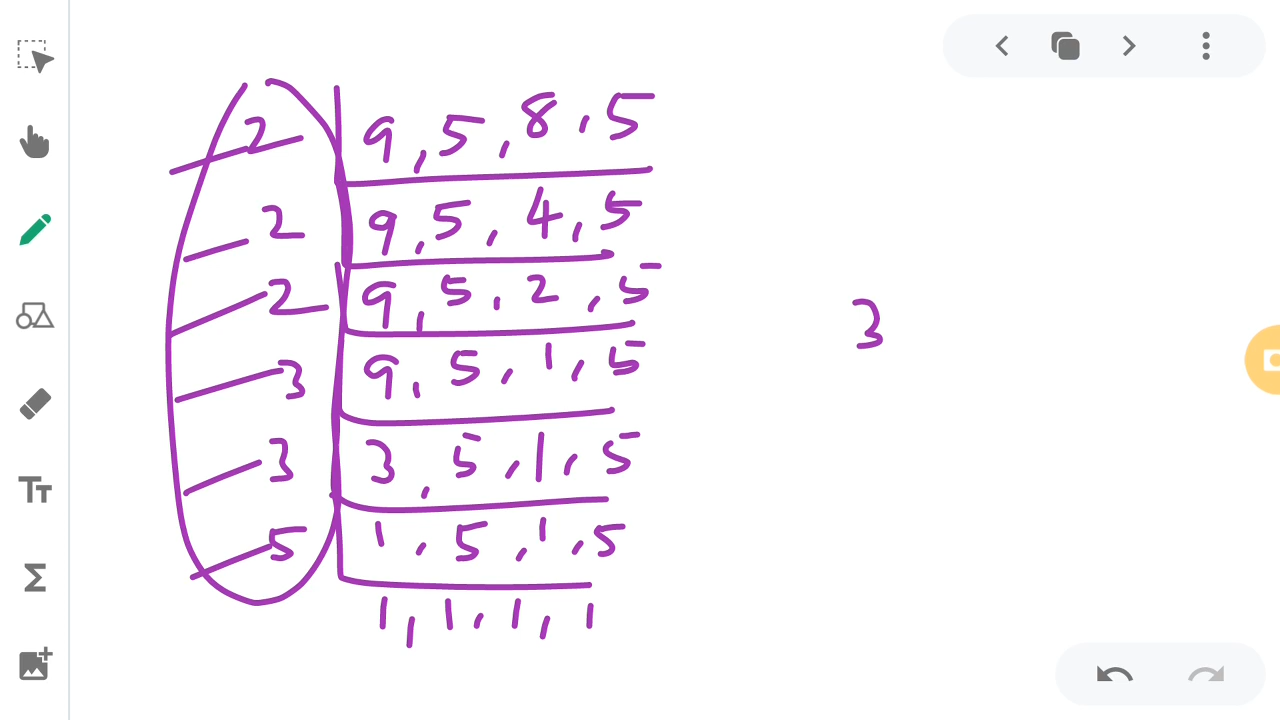 2 | 9, 5, 8, 5
2 | 9, 5, 4, 5
2 | 9, 5, 2, 5
3 | 9, 5, 1, 5
3 | 3, 5, 1, 5
5 | 1, 5, 1, 5
1, 1, 1, 1
3
Tт
Σ